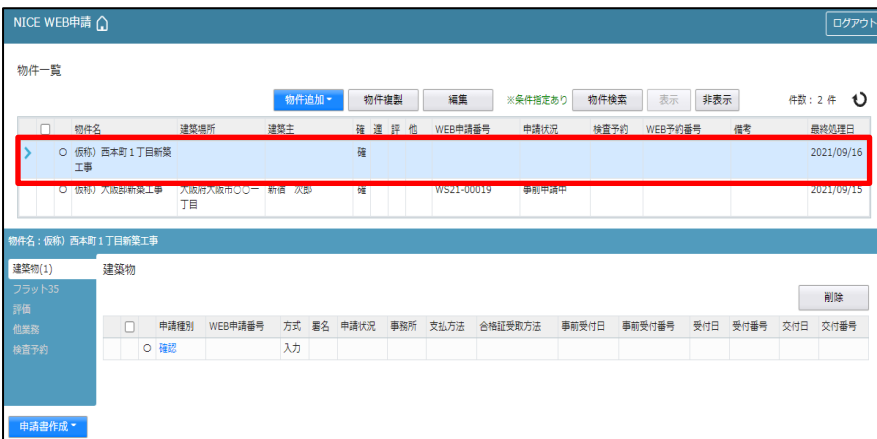 NICE WEB申請 ログアウト
物件一覧
物件追加 物件複製 編集 ※条件指定あり 物件検索 表示 非表示 件数：2 件
物件名 建築場所 建築主 確 適 評 他 WEB申請番号 申請状況 検査予約 WEB予約番号 備考 最終処理日
○ 仮称）西本町１丁目新築 確 2021/09/16
工事
○ 仮称）大阪邸新築工事 大阪府大阪市〇〇一 新宿 次郎 確 WS21-00019 事前申請中 2021/09/15
丁目
物件名：仮称）西本町１丁目新築工事
建築物(1) 建築物
フラット35
削除
評価
他業務 申請種別 WEB申請番号 方式 署名 申請状況 事務所 支払方法 合格証受取方法 事前受付日 事前受付番号 受付日 受付番号 交付日 交付番号
検査予約 ○ 確認 入力
申請書作成